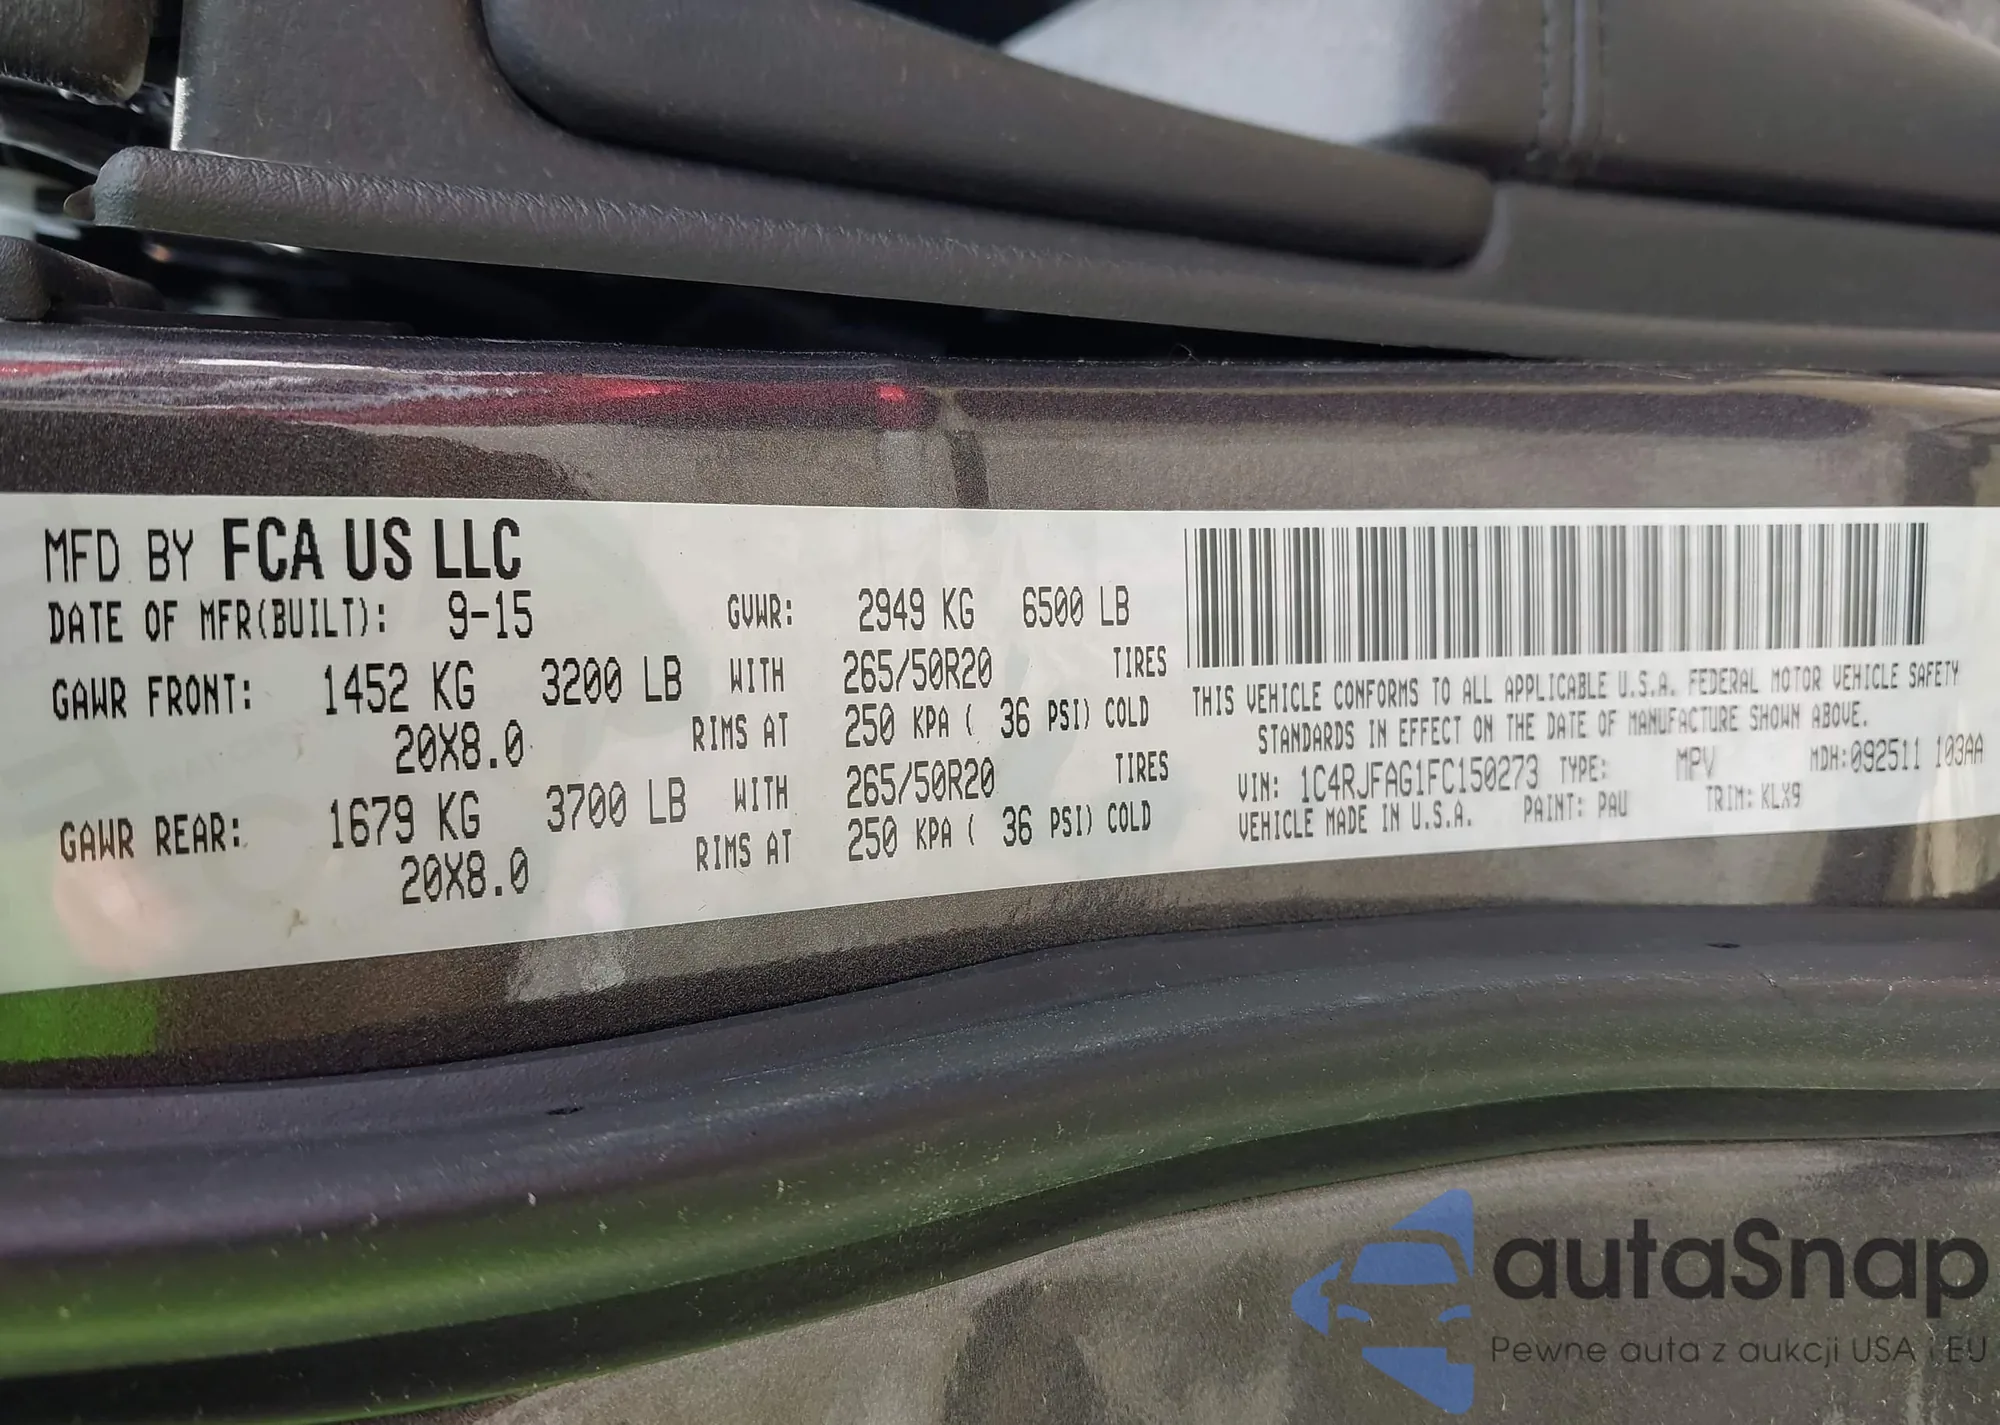 MFD BY FCA US LLC
DATE OF MFR(BUILT): 9-15 GVWR: 2949 KG 6500 LB
GAWR FRONT: 1452 KG 3200 LB WITH 265/50R20 TIRES
20X8.0 RIMS AT 250 KPA ( 36 PSI) COLD
GAWR REAR: 1679 KG 3700 LB WITH 265/50R20 TIRES
20X8.0 RIMS AT 250 KPA ( 36 PSI) COLD
THIS VEHICLE CONFORMS TO ALL APPLICABLE U.S.A. FEDERAL MOTOR VEHICLE SAFETY
STANDARDS IN EFFECT ON THE DATE OF MANUFACTURE SHOWN ABOVE.
VIN: 1C4RJFAG1FC150273 TYPE: MPV MDH:092511 103AA
VEHICLE MADE IN U.S.A. PAINT: PAU TRIM: KLX9
autaSnap
Pewne auta z aukcji USA i EU